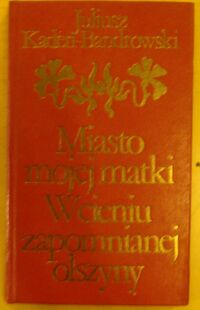 Juliusz
Kaden-Bandrowski
Miasto
mojej matki
W cieniu
zapomnianej
olszyny